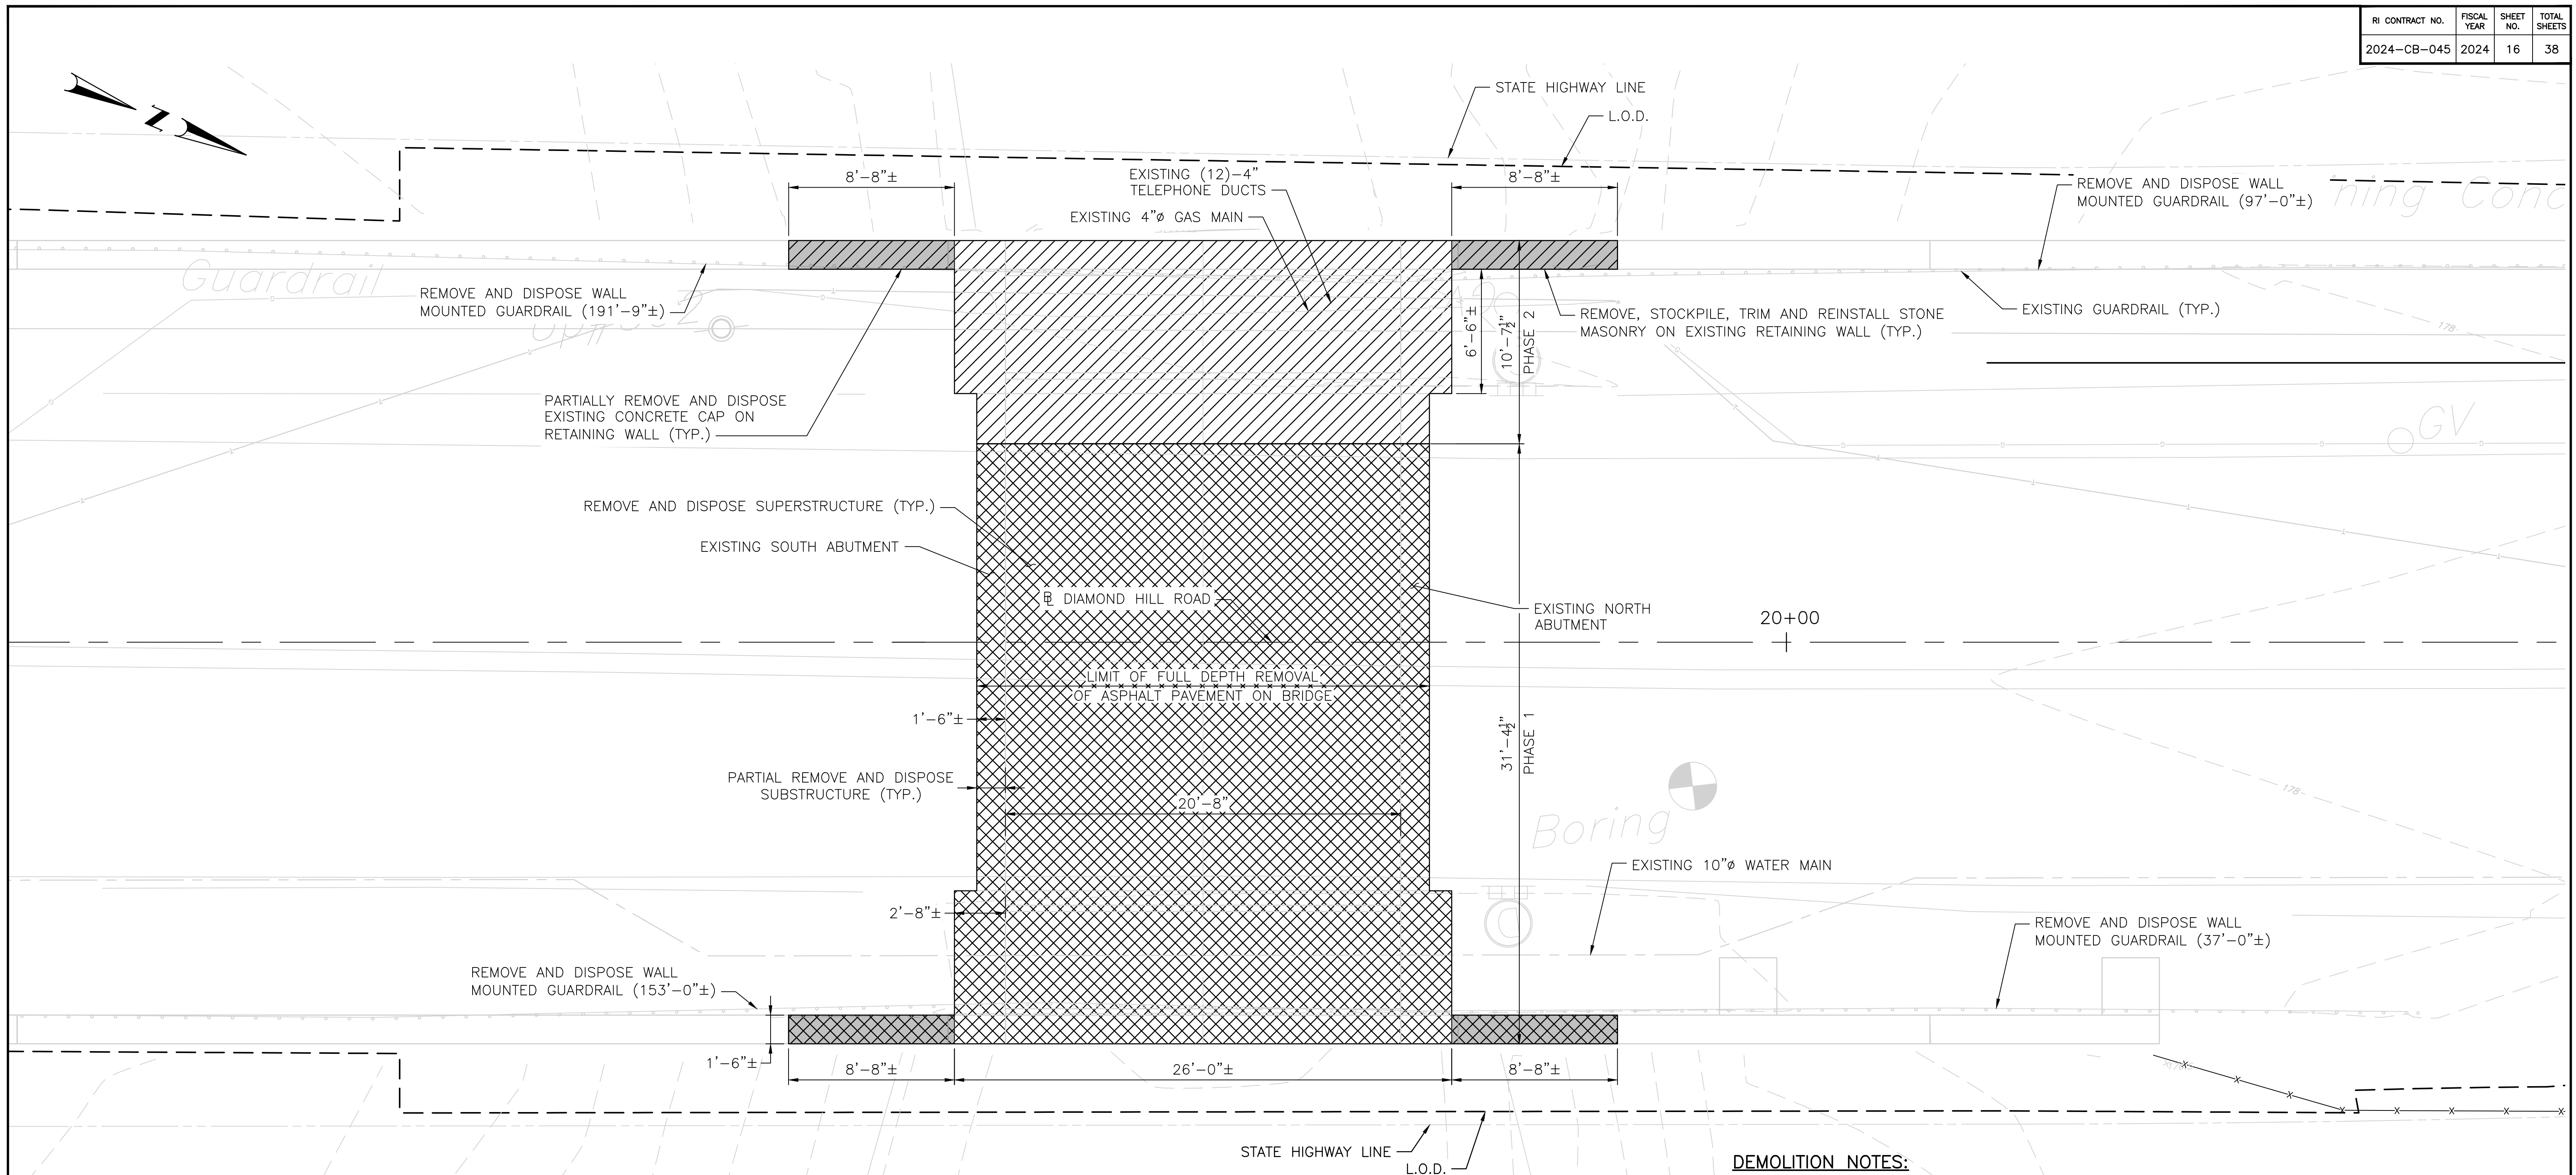 RI CONTRACT NO.
FISCAL
YEAR
SHEET
NO.
TOTAL
SHEETS
2024-CB-045
2024
16
38
STATE HIGHWAY LINE
L.O.D.
8'-8"±
EXISTING (12)-4"
TELEPHONE DUCTS
EXISTING 4"ø GAS MAIN
8'-8"±
REMOVE AND DISPOSE WALL
MOUNTED GUARDRAIL (97'-0"±)
ning Conc
Guardrail
REMOVE AND DISPOSE WALL
MOUNTED GUARDRAIL (191'-9"±)
6'-6"±
10'-7½"
PHASE 2
REMOVE, STOCKPILE, TRIM AND REINSTALL STONE
MASONRY ON EXISTING RETAINING WALL (TYP.)
EXISTING GUARDRAIL (TYP.)
178
PARTIALLY REMOVE AND DISPOSE
EXISTING CONCRETE CAP ON
RETAINING WALL (TYP.)
GV
REMOVE AND DISPOSE SUPERSTRUCTURE (TYP.)
EXISTING SOUTH ABUTMENT
℄ DIAMOND HILL ROAD
EXISTING NORTH
ABUTMENT
20+00
LIMIT OF FULL DEPTH REMOVAL
OF ASPHALT PAVEMENT ON BRIDGE
1'-6"±
31'-4½"
PHASE 1
PARTIAL REMOVE AND DISPOSE
SUBSTRUCTURE (TYP.)
20'-8"
178
Boring
EXISTING 10"ø WATER MAIN
2'-8"±
REMOVE AND DISPOSE WALL
MOUNTED GUARDRAIL (37'-0"±)
REMOVE AND DISPOSE WALL
MOUNTED GUARDRAIL (153'-0"±)
1'-6"±
8'-8"±
26'-0"±
8'-8"±
STATE HIGHWAY LINE
L.O.D.
DEMOLITION NOTES: